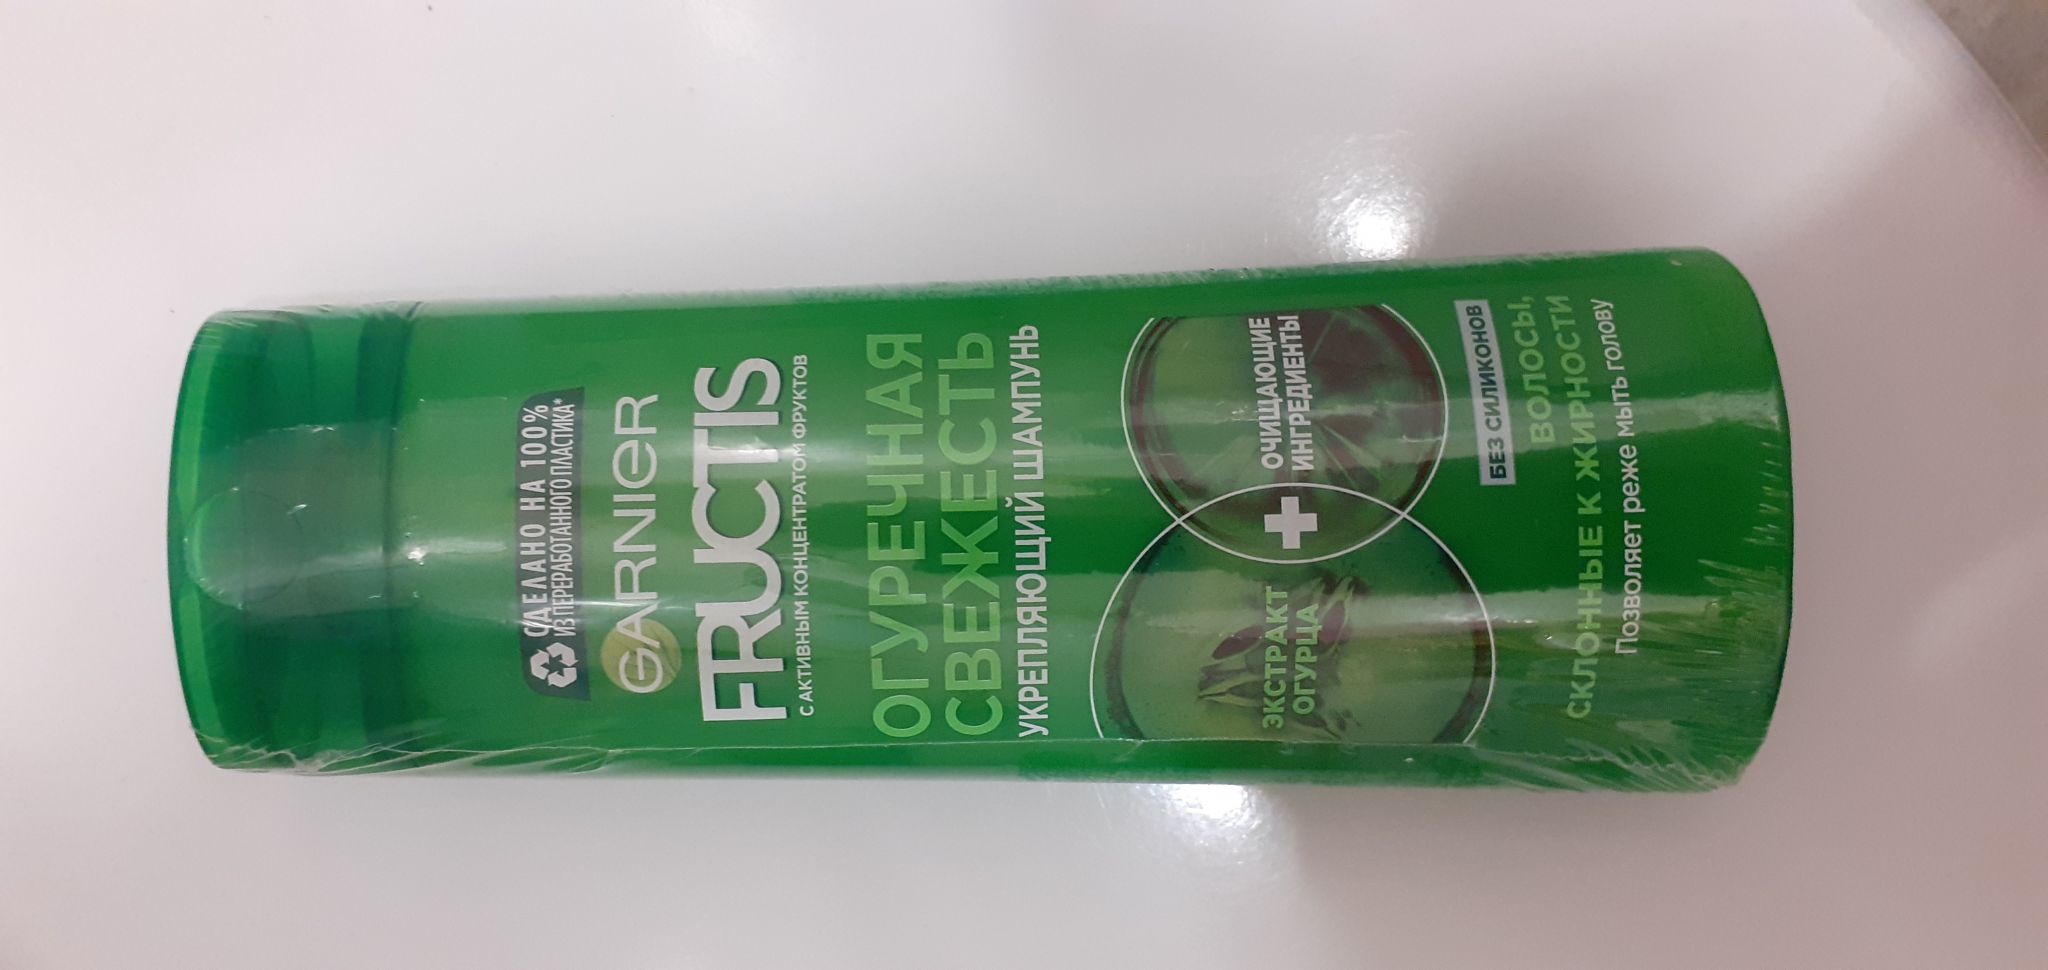 СДЕЛАНО НА 100%
ИЗ ПЕРЕРАБОТАННОГО ПЛАСТИКА*
GARNIER
FRUCTIS
С АКТИВНЫМ КОНЦЕНТРАТОМ ФРУКТОВ
ОГУРЕЧНАЯ
СВЕЖЕСТЬ
УКРЕПЛЯЮЩИЙ ШАМПУНЬ
ЭКСТРАКТ
ОГУРЦА
+
ОЧИЩАЮЩИЕ
ИНГРЕДИЕНТЫ
БЕЗ СИЛИКОНОВ
ВОЛОСЫ,
СКЛОННЫЕ К ЖИРНОСТИ
Позволяет реже мыть голову